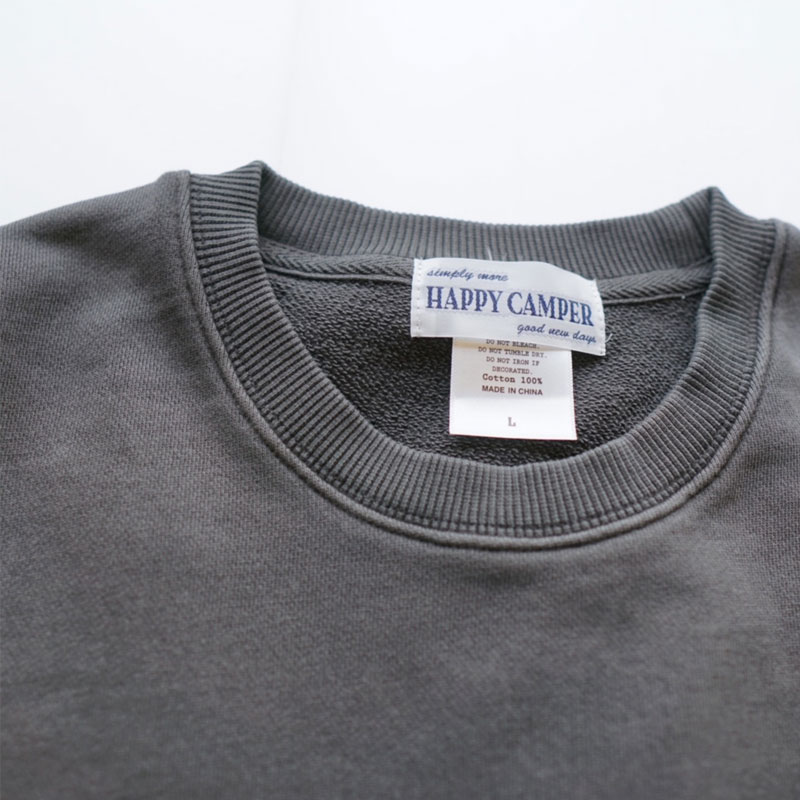 simply more
HAPPY CAMPER
good new days
DO NOT BLEACH.
DO NOT TUMBLE DRY.
DO NOT IRON IF
DECORATED.
Cotton 100%
MADE IN CHINA
L